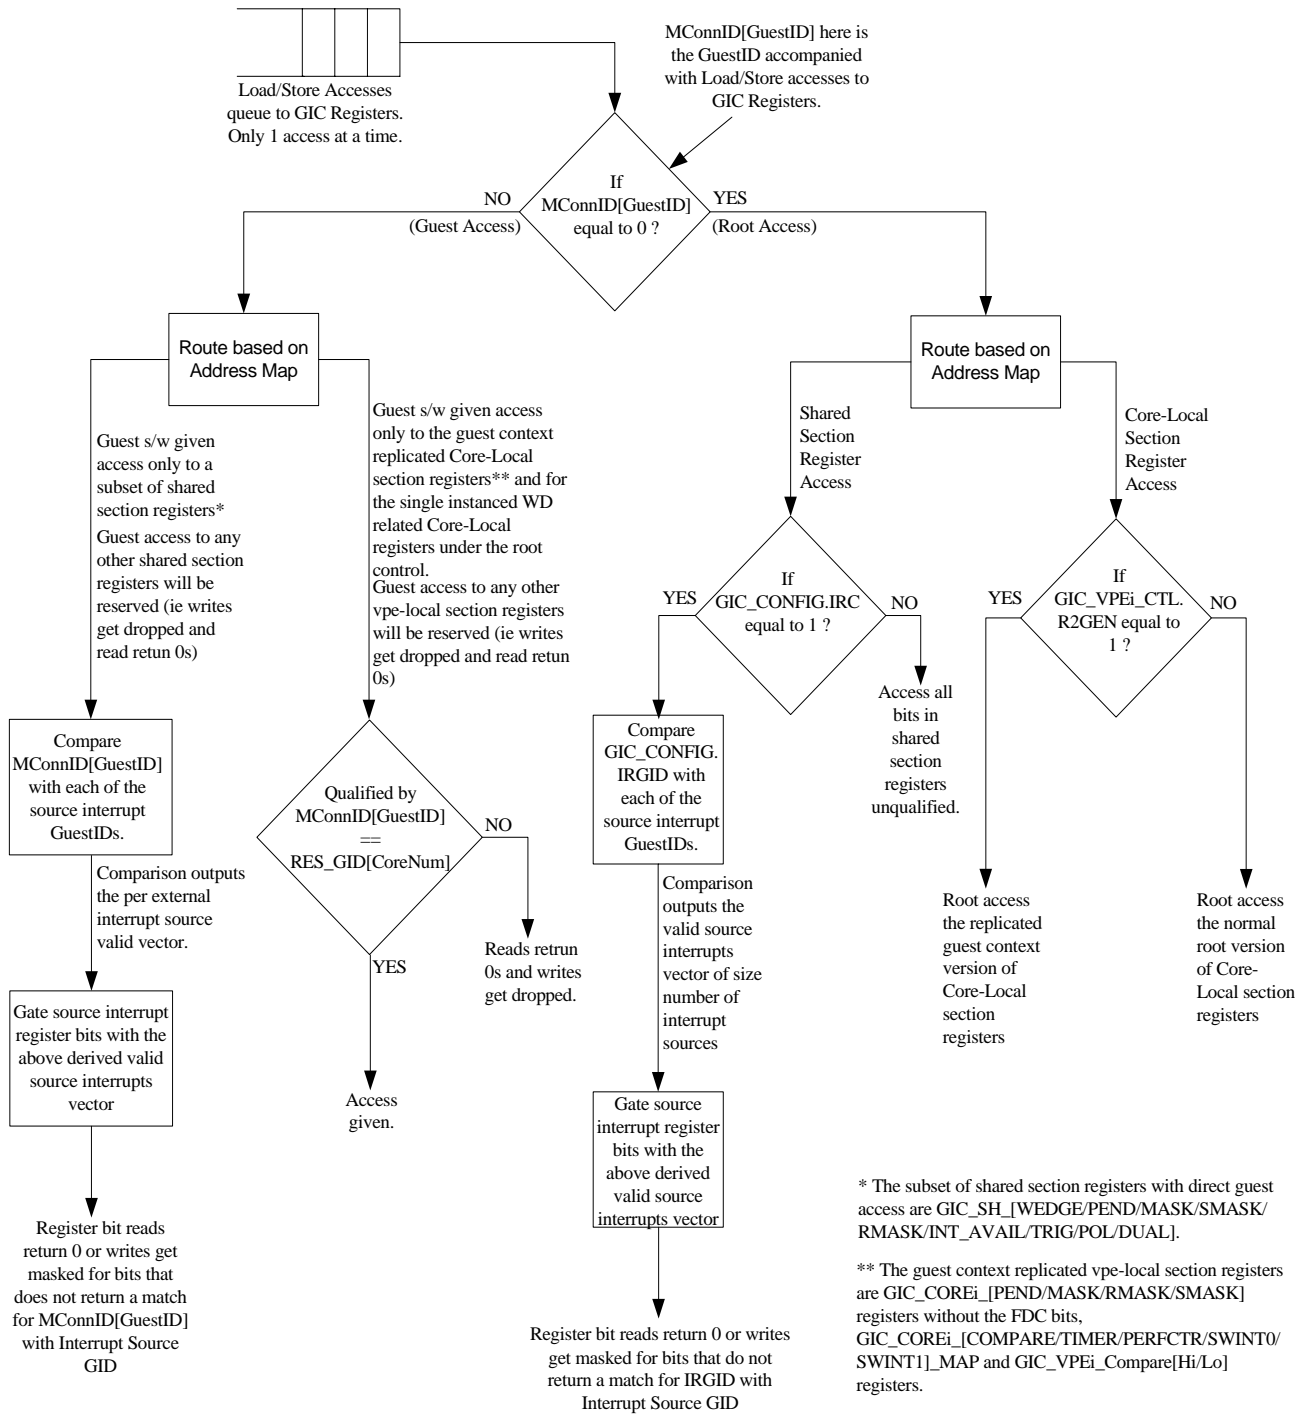 MConnID[GuestID] here is
the GuestID accompanied
with Load/Store accesses to
GIC Registers.
Load/Store Accesses
queue to GIC Registers.
Only 1 access at a time.
If
MConnID[GuestID]
equal to 0 ?
NO
(Guest Access)
YES
(Root Access)
Route based on
Address Map
Route based on
Address Map
Guest s/w given
access only to a
subset of shared
section registers*
Guest access to any
other shared section
registers will be
reserved (ie writes
get dropped and
read retun 0s)
Guest s/w given access
only to the guest context
replicated Core-Local
section registers** and for
the single instanced WD
related Core-Local
registers under the root
control.
Guest access to any other
vpe-local section registers
will be reserved (ie writes
get dropped and read retun
0s)
Shared
Section
Register
Access
Core-Local
Section
Register
Access
If
GIC_CONFIG.IRC
equal to 1 ?
YES
NO
If
GIC_VPEi_CTL.
R2GEN equal to
1 ?
YES
NO
Compare
MConnID[GuestID]
with each of the
source interrupt
GuestIDs.
Qualified by
MConnID[GuestID]
==
RES_GID[CoreNum]
NO
YES
Compare
GIC_CONFIG.
IRGID with
each of the
source interrupt
GuestIDs.
Access all
bits in
shared
section
registers
unqualified.
Comparison outputs
the per external
interrupt source
valid vector.
Reads retrun
0s and writes
get dropped.
Comparison
outputs the
valid source
interrupts
vector of size
number of
interrupt
sources
Root access
the replicated
guest context
version of
Core-Local
section
registers
Root access
the normal
root version
of Core-
Local section
registers
Gate source interrupt
register bits with the
above derived valid
source interrupts
vector
Access
given.
Gate source
interrupt register
bits with the
above derived
valid source
interrupts vector
Register bit reads
return 0 or writes get
masked for bits that
does not return a match
for MConnID[GuestID]
with Interrupt Source
GID
Register bit reads return 0 or writes
get masked for bits that do not
return a match for IRGID with
Interrupt Source GID
* The subset of shared section registers with direct guest
access are GIC_SH_[WEDGE/PEND/MASK/SMASK/
RMASK/INT_AVAIL/TRIG/POL/DUAL].
** The guest context replicated vpe-local section registers
are GIC_COREi_[PEND/MASK/RMASK/SMASK]
registers without the FDC bits,
GIC_COREi_[COMPARE/TIMER/PERFCTR/SWINT0/
SWINT1]_MAP and GIC_VPEi_Compare[Hi/Lo]
registers.